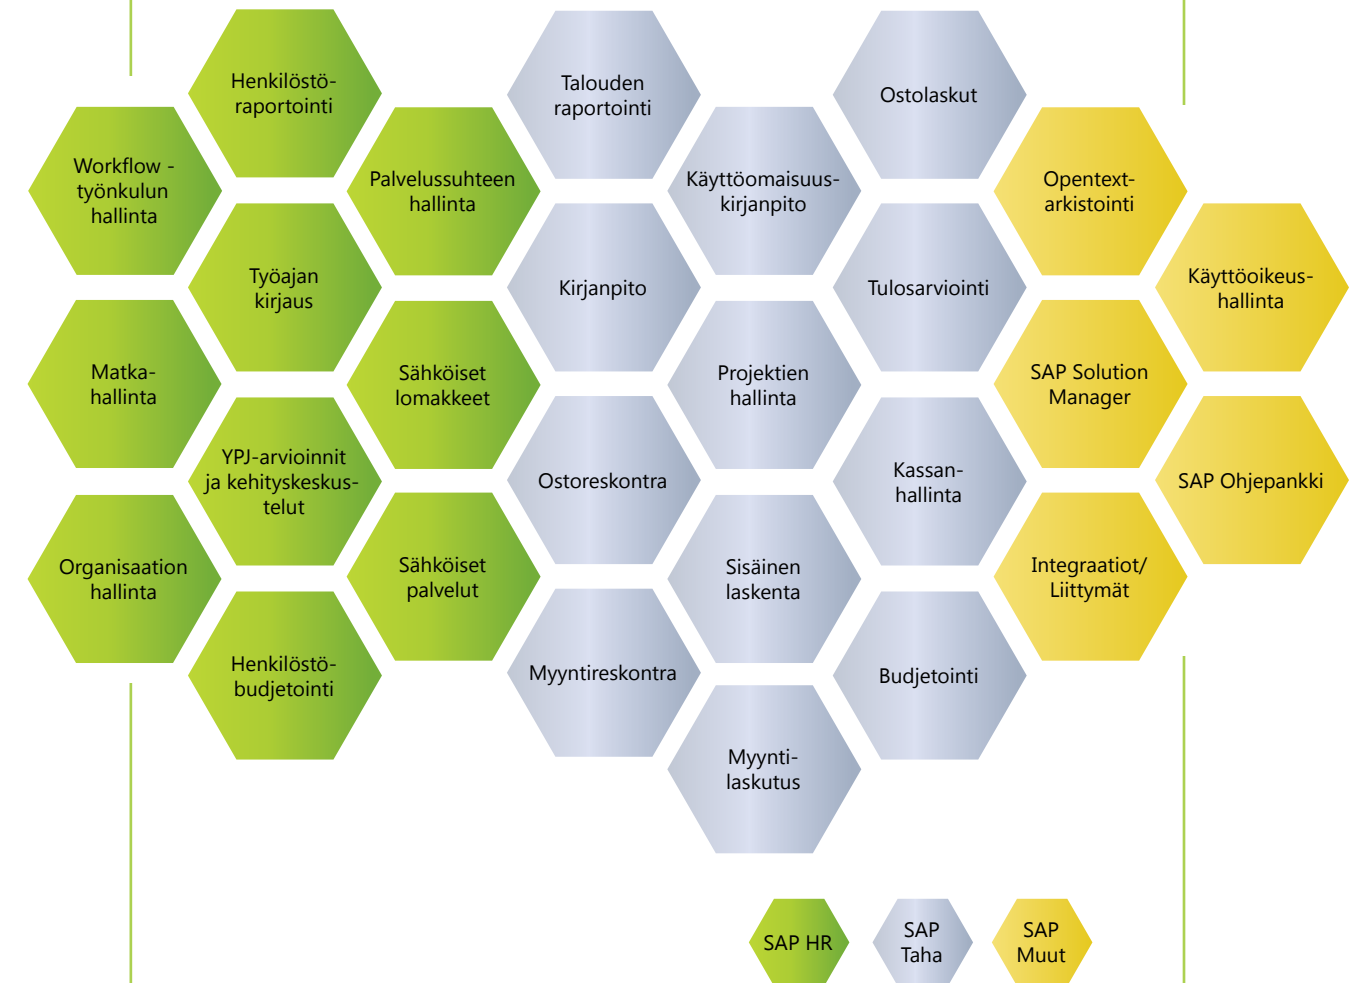 Henkilöstö-
raportointi
Talouden
raportointi
Ostolaskut
Workflow -
työnkulun
hallinta
Palvelussuhteen
hallinta
Käyttöomaisuus-
kirjanpito
Opentext-
arkistointi
Työajan
kirjaus
Kirjanpito
Tulosarviointi
Käyttöoikeus-
hallinta
Matka-
hallinta
Sähköiset
lomakkeet
Projektien
hallinta
SAP Solution
Manager
YPJ-arvioinnit
ja kehityskeskus-
telut
Ostoreskontra
Kassan-
hallinta
SAP Ohjepankki
Organisaation
hallinta
Sähköiset
palvelut
Sisäinen
laskenta
Integraatiot/
Liittymät
Henkilöstö-
budjetointi
Myyntireskontra
Budjetointi
Myynti-
laskutus
SAP HR
SAP
Taha
SAP
Muut